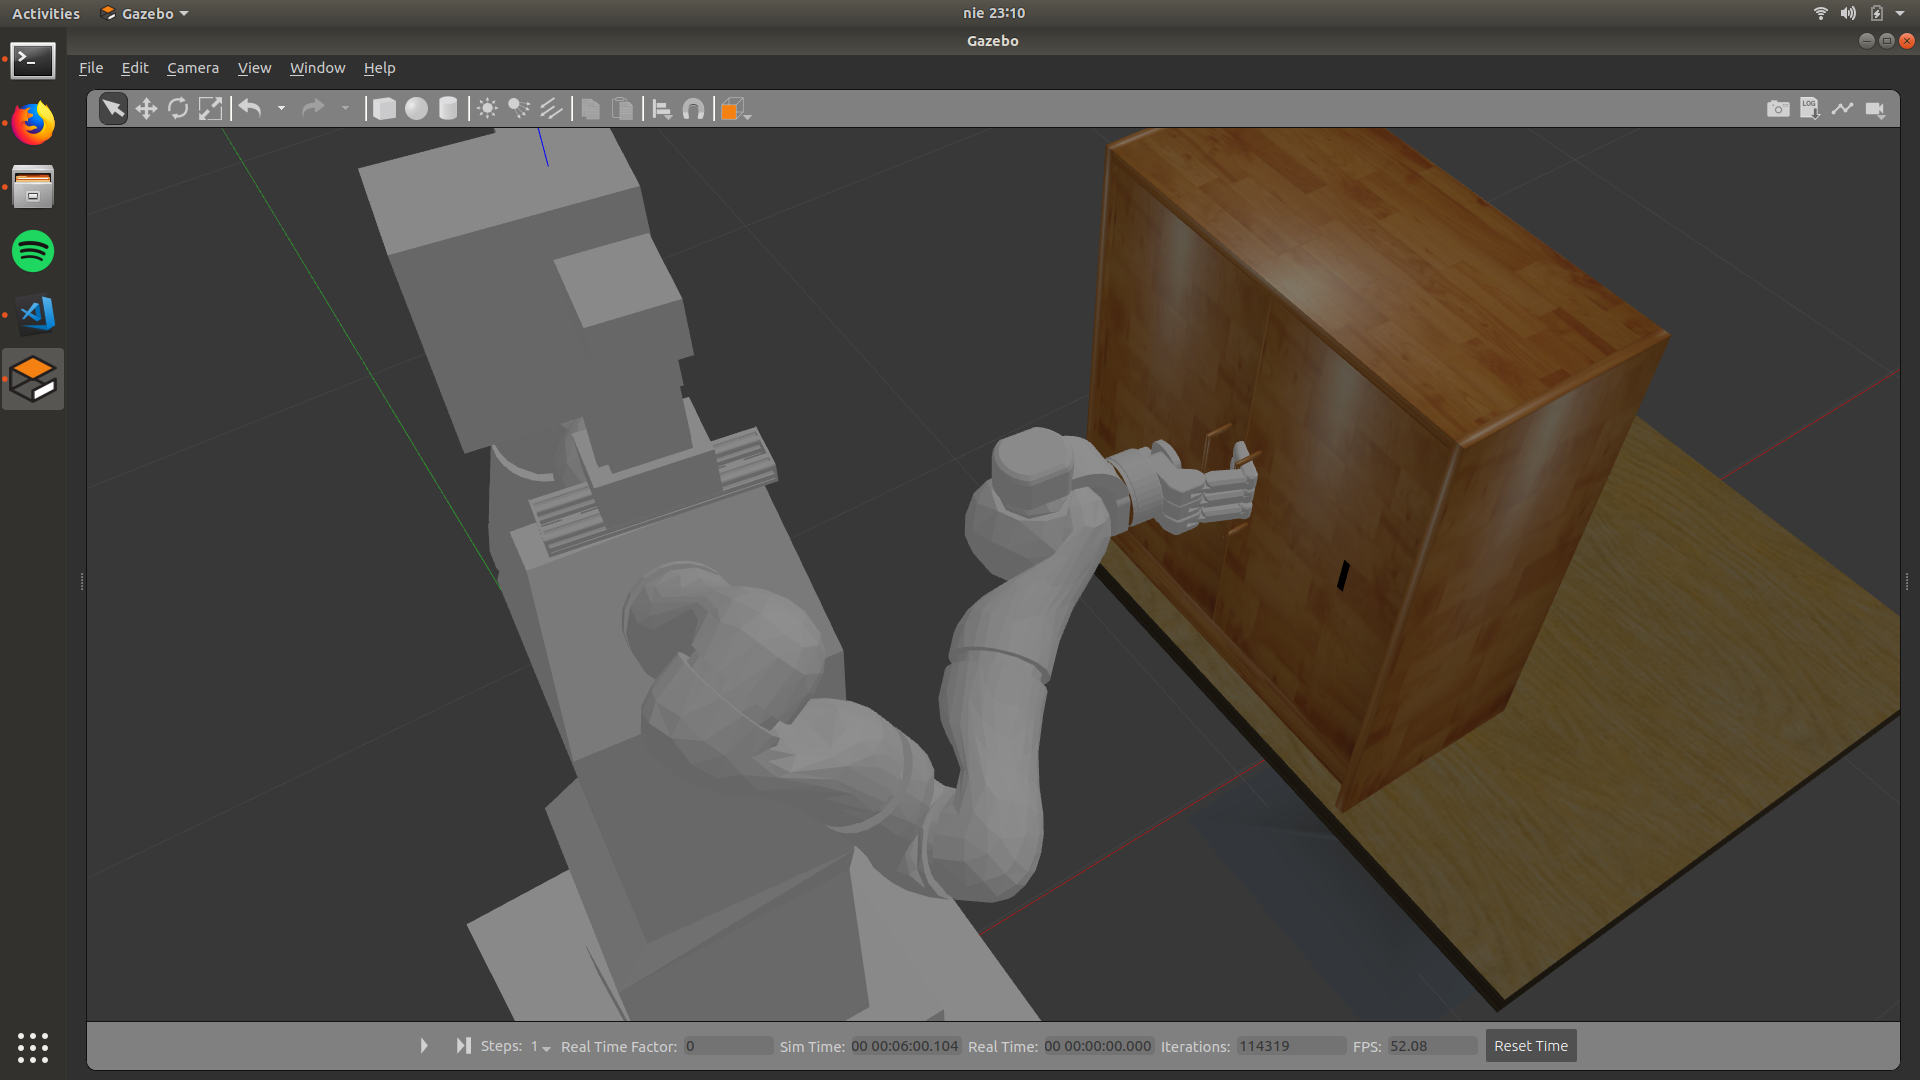 Activities Gazebo nie 23:10
Gazebo
File Edit Camera View Window Help
LOG
Steps: 1 Real Time Factor: 0 Sim Time: 00 00:06:00.104 Real Time: 00 00:00:00.000 Iterations: 114319 FPS: 52.08 Reset Time